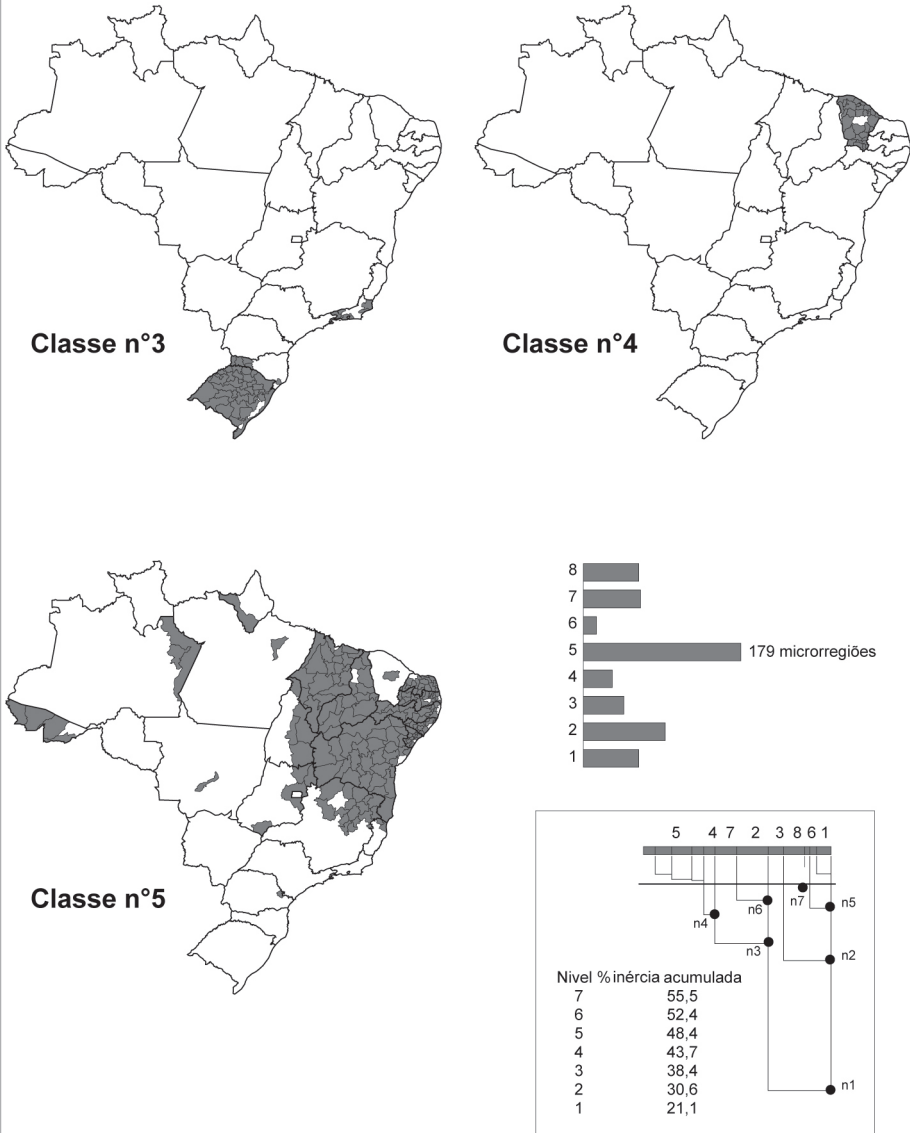 Classe n°3
Classe n°4
Classe n°5
8
7
6
5 179 microrregiões
4
3
2
1
5 4 7 2 3 8 6 1
n4
n6
n7
n5
n3
n2
n1
Nivel % inércia acumulada
7 55,5
6 52,4
5 48,4
4 43,7
3 38,4
2 30,6
1 21,1